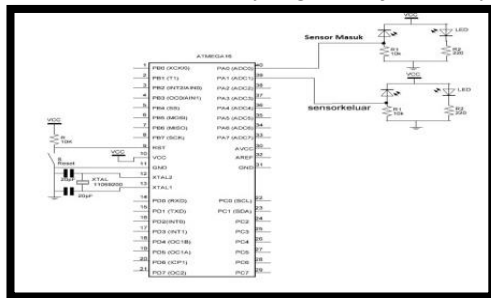 VCC
Sensor Masuk
LED
R1
10k
R2
220
VCC
LED
sensorkeluar
R1
10k
R2
220
ATMEGA16
1 PB0 (XCK/t0) PA0 (ADC0) 40
2 PB1 (T1) PA1 (ADC1) 39
3 PB2 (INT2/AIN0) PA2 (ADC2) 38
4 PB3 (OC0/AIN1) PA3 (ADC3) 37
5 PB4 (SS) PA4 (ADC4) 36
6 PB5 (MOSI) PA5 (ADC5) 35
7 PB6 (MISO) PA6 (ADC6) 34
8 PB7 (SCK) PA7 (ADC7) 33
9 RST AVCC 30
10 VCC AREF 32
11 GND GND 31
12 XTAL2
13 XTAL1
14 PD0 (RXD) PC0 (SCL) 22
15 PD1 (TXD) PC1 (SDA) 23
16 PD2(INT0) PC2 24
17 PD3 (INT1) PC3 25
18 PD4 (OC1B) PC4 26
19 PD5 (OC1A) PC5 27
20 PD6 (ICP1) PC6 28
21 PD7 (OC2) PC7 29
VCC
R
10K
S
Reset
VCC
20pF
XTAL
20pF